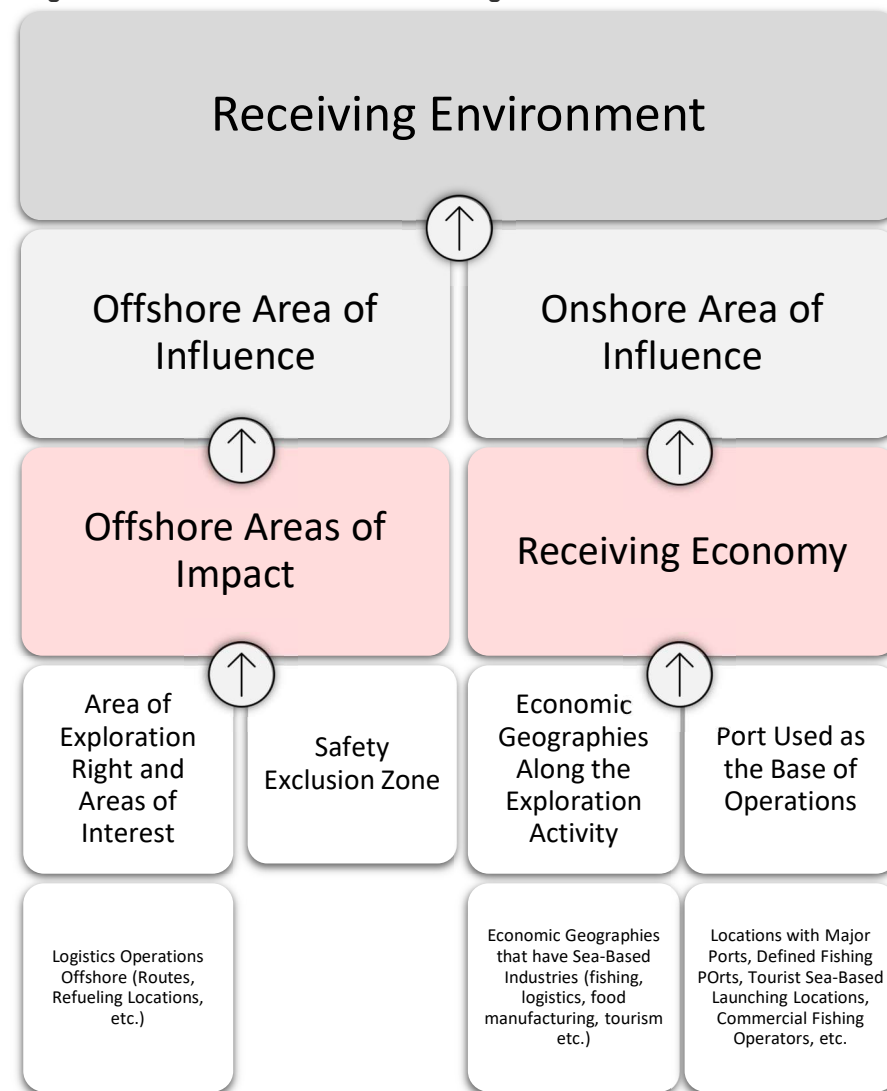 Receiving Environment
Offshore Area of
Influence
Onshore Area of
Influence
Offshore Areas of
Impact
Receiving Economy
Area of
Exploration
Right and
Areas of
Interest
Safety
Exclusion Zone
Economic
Geographies
Along the
Exploration
Activity
Port Used as
the Base of
Operations
Logistics Operations
Offshore (Routes,
Refueling Locations,
etc.)
Economic Geographies
that have Sea-Based
Industries (fishing,
logistics, food
manufacturing, tourism
etc.)
Locations with Major
Ports, Defined Fishing
POrts, Tourist Sea-Based
Launching Locations,
Commercial Fishing
Operators, etc.